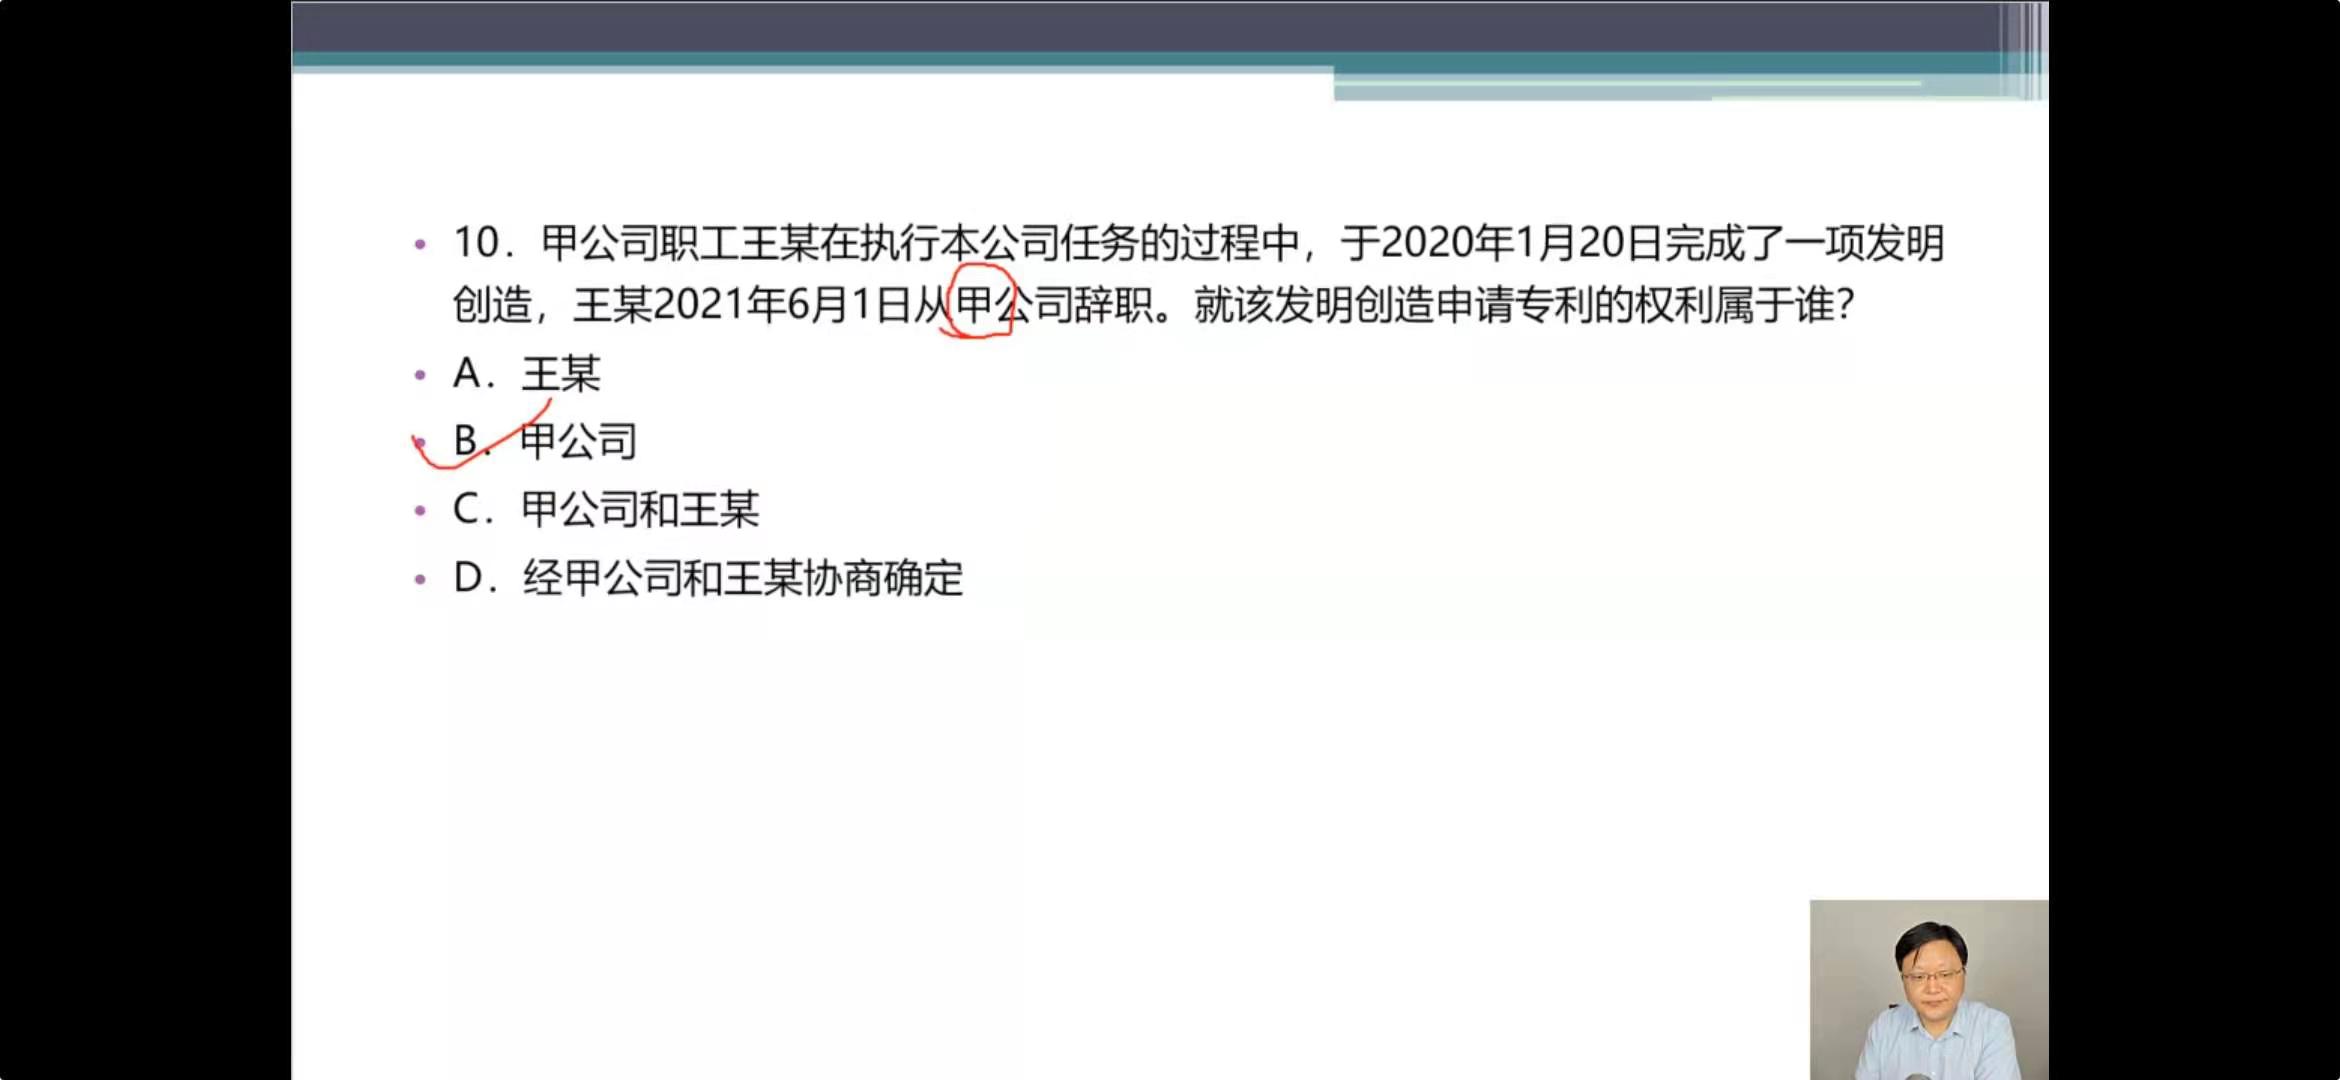 10．甲公司职工王某在执行本公司任务的过程中，于2020年1月20日完成了一项发明
创造，王某2021年6月1日从甲公司辞职。就该发明创造申请专利的权利属于谁？
A．王某
B．甲公司
C．甲公司和王某
D．经甲公司和王某协商确定